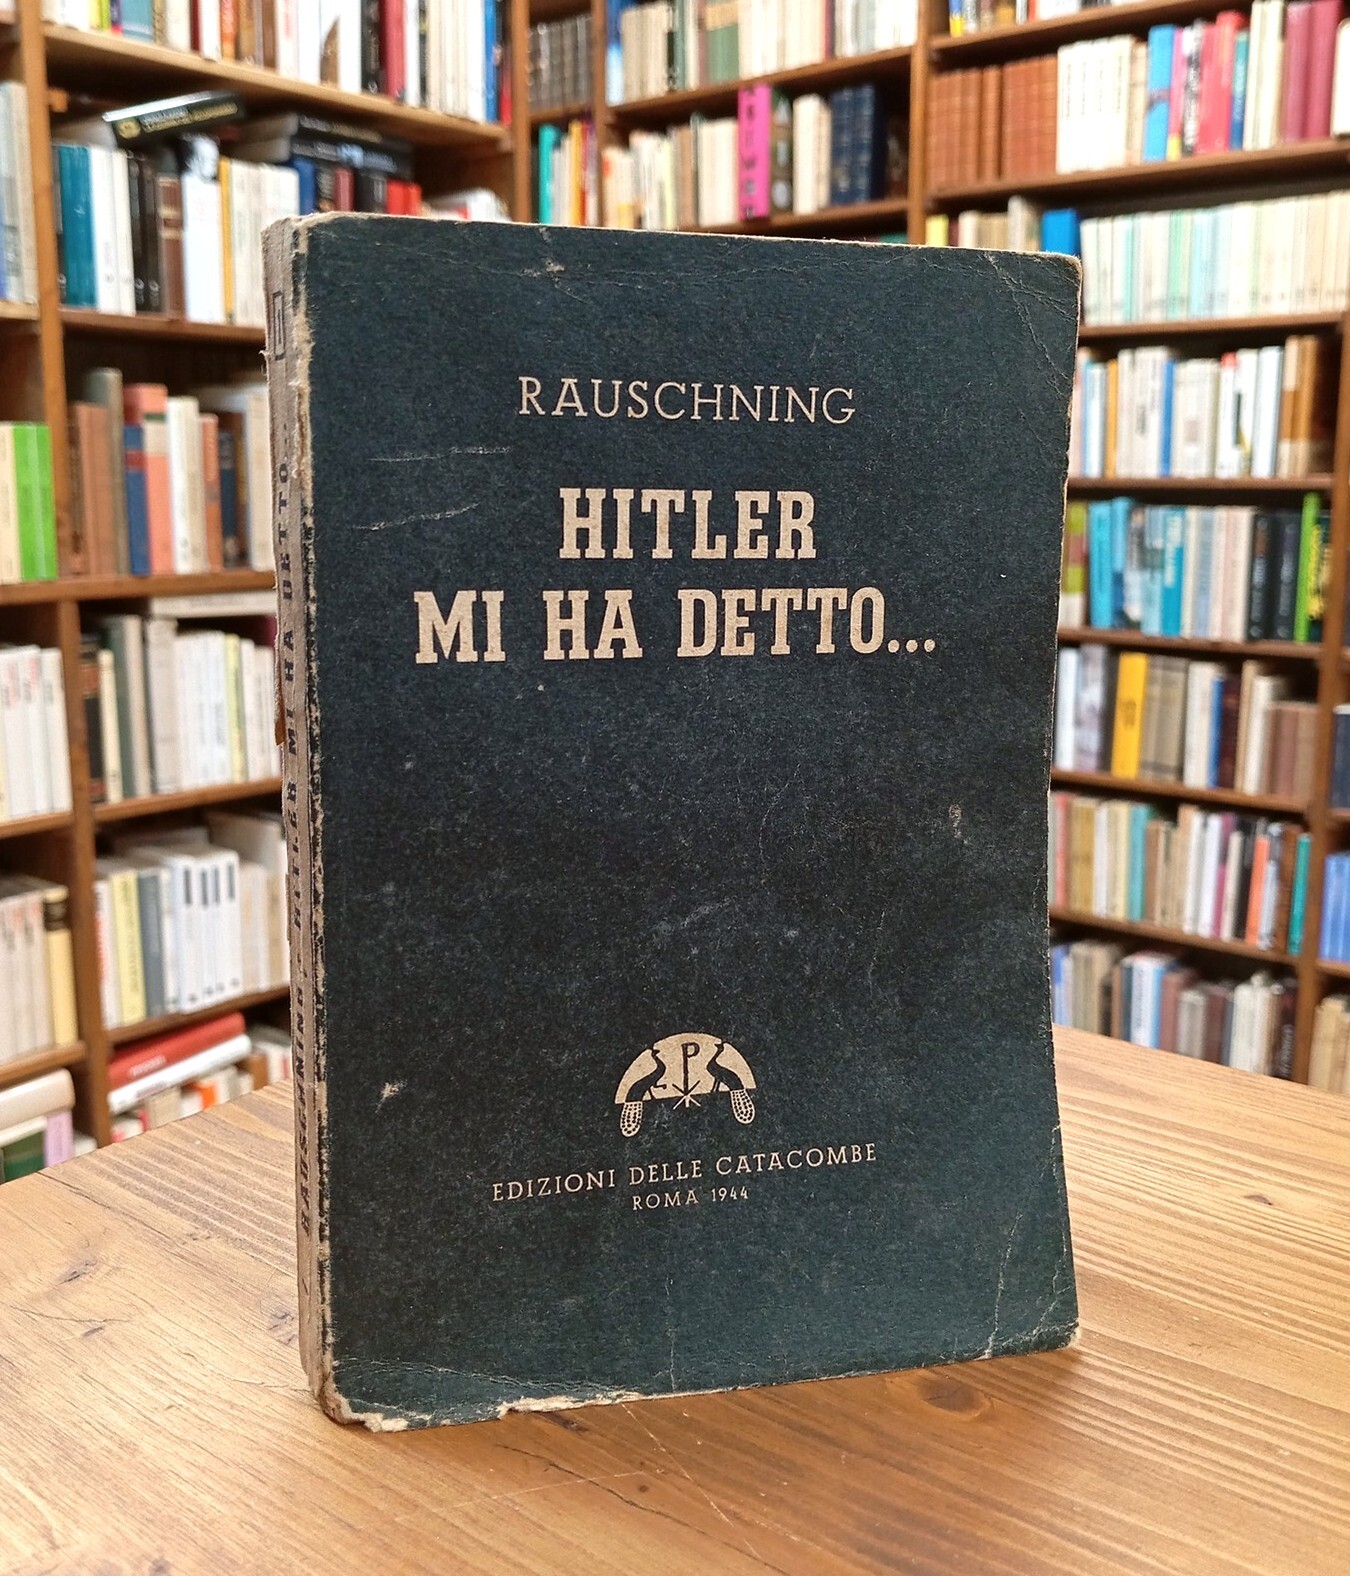 RAUSCHNING
HITLER
MI HA DETTO...
P
EDIZIONI DELLE CATACOMBE
ROMA 1944
RAUSCHNING - HITLER MI HA DETTO...